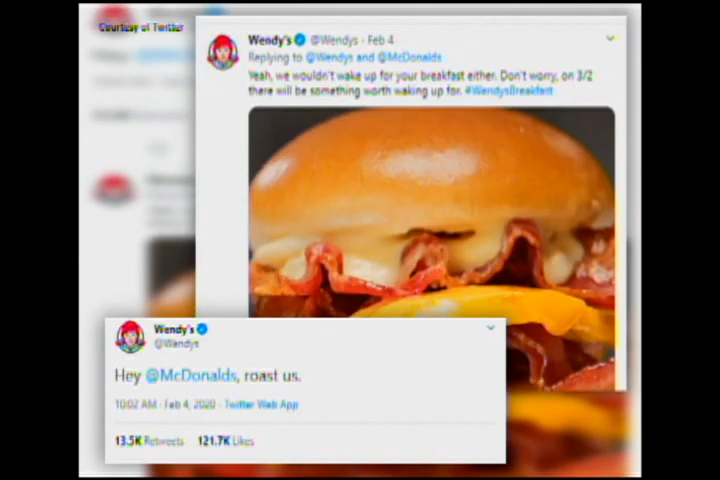 Courtesy of Twitter
Wendy's @Wendys · Feb 4
Replying to @Wendys and @McDonalds
Yeah, we wouldn't wake up for your breakfast either. Don't worry, on 3/2
there will be something worth waking up for. #WendysBreakfast
Wendy's
@Wendys
Hey @McDonalds, roast us.
10:02 AM · Feb 4, 2020 · Twitter Web App
13.5K Retweets 121.7K Likes